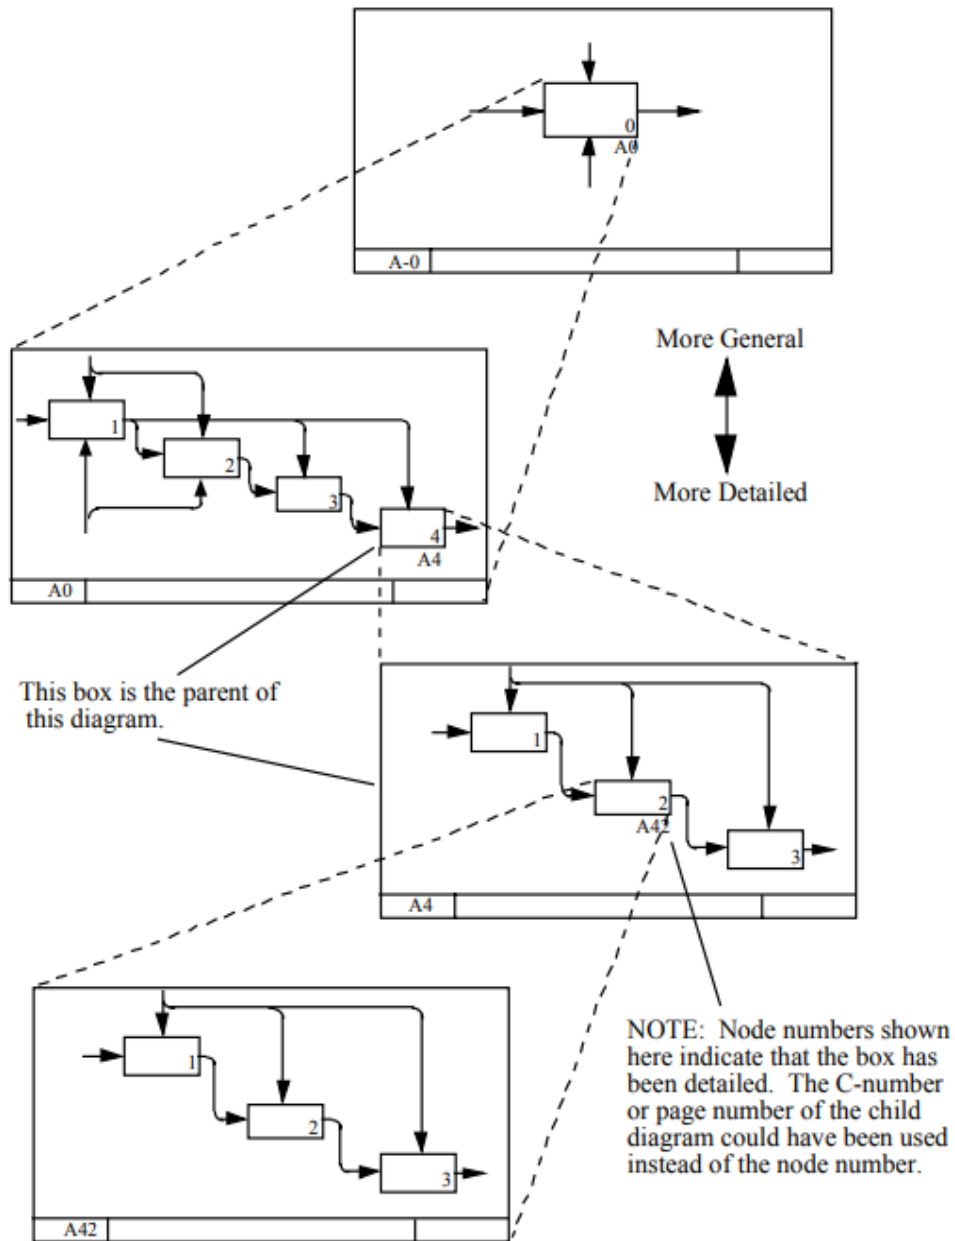 0
A0
A-0
More General
More Detailed
1
2
3
4
A4
A0
This box is the parent of
this diagram.
1
2
A42
3
A4
NOTE: Node numbers shown
here indicate that the box has
been detailed. The C-number
or page number of the child
diagram could have been used
instead of the node number.
1
2
3
A42